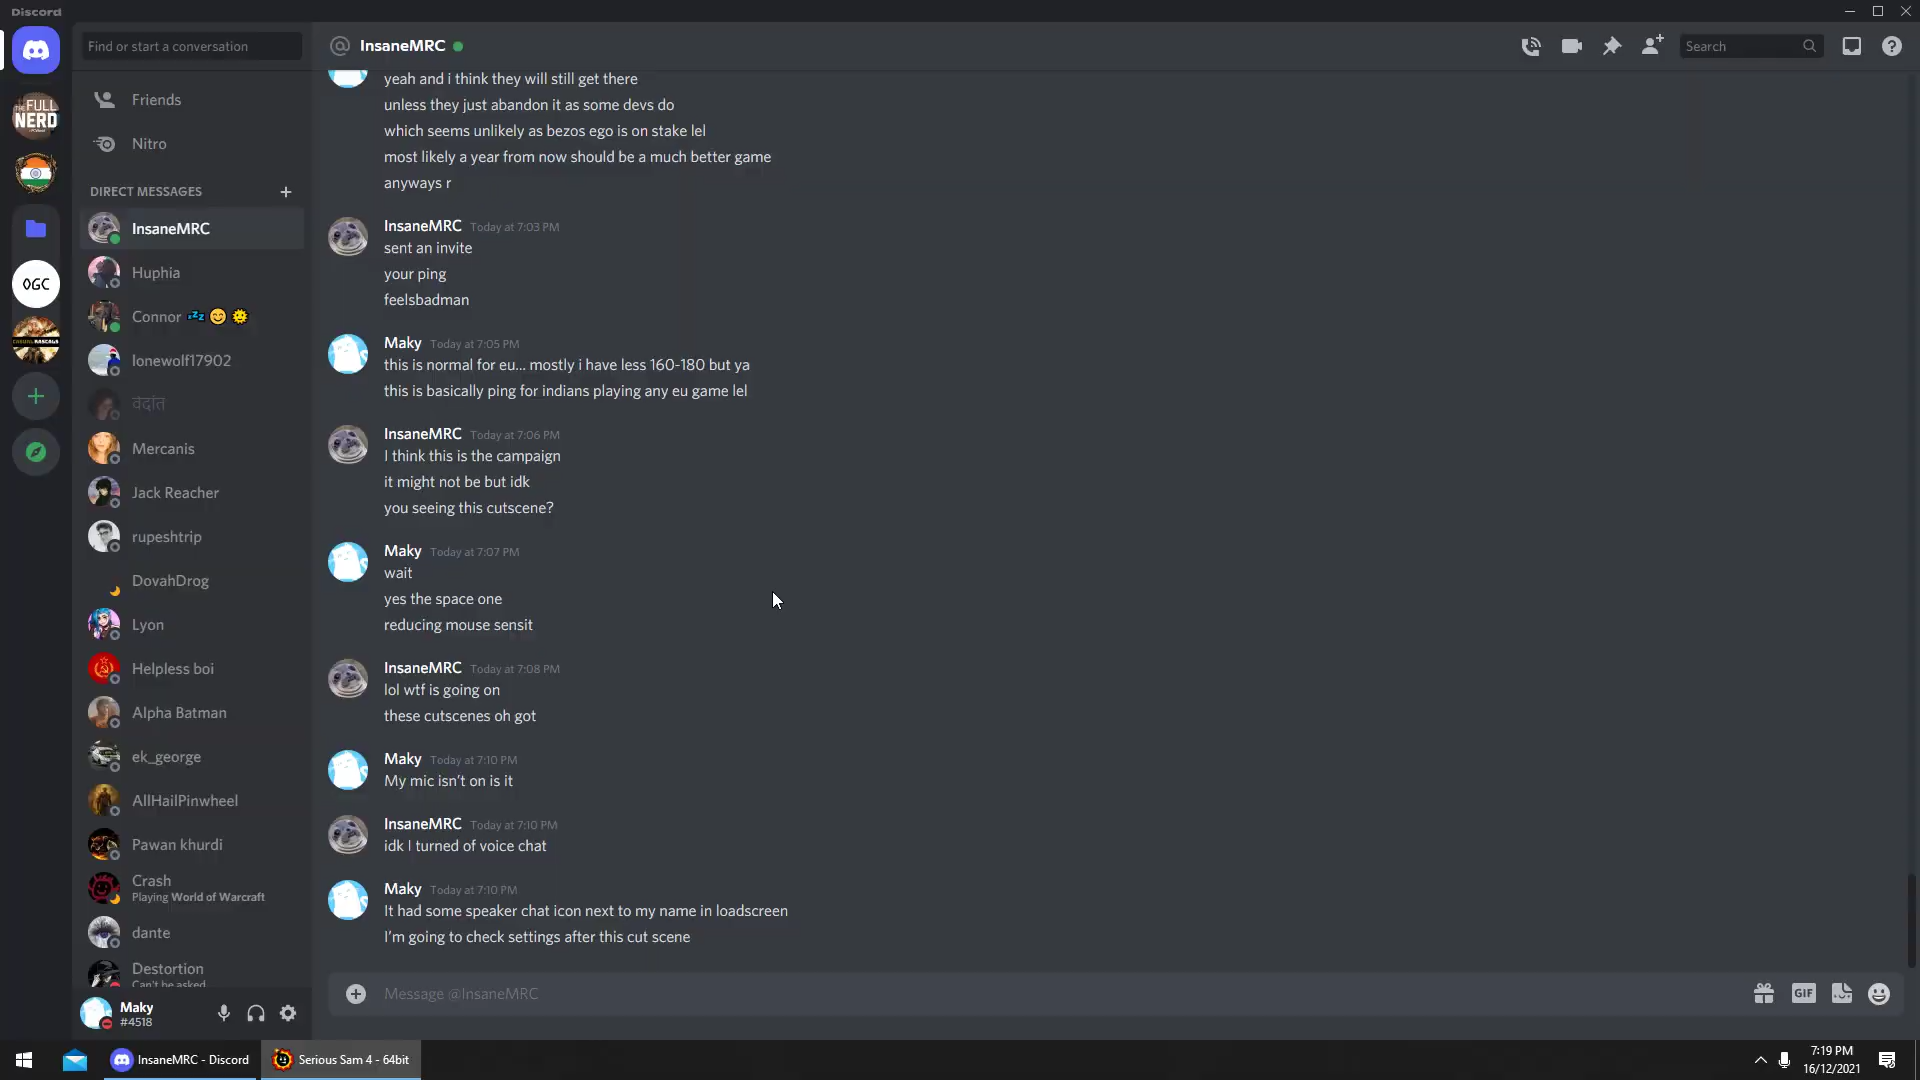 Discord
Find or start a conversation
THE FULL NERD
Friends
Nitro
DIRECT MESSAGES
InsaneMRC
Huphia
OGC
Connor 💤 😊 🌞
CASUAL RASCALS
lonewolf17902
वेदांत
Mercanis
Jack Reacher
rupeshtrip
DovahDrog
Lyon
Helpless boi
Alpha Batman
ek_george
AllHailPinwheel
Pawan khurdi
Crash
Playing World of Warcraft
dante
Destortion
Can't be asked
Maky
#4518
InsaneMRC
Search
yeah and i think they will still get there
unless they just abandon it as some devs do
which seems unlikely as bezos ego is on stake lel
most likely a year from now should be a much better game
anyways r
InsaneMRC Today at 7:03 PM
sent an invite
your ping
feelsbadman
Maky Today at 7:05 PM
this is normal for eu... mostly i have less 160-180 but ya
this is basically ping for indians playing any eu game lel
InsaneMRC Today at 7:06 PM
I think this is the campaign
it might not be but idk
you seeing this cutscene?
Maky Today at 7:07 PM
wait
yes the space one
reducing mouse sensit
InsaneMRC Today at 7:08 PM
lol wtf is going on
these cutscenes oh got
Maky Today at 7:10 PM
My mic isn't on is it
InsaneMRC Today at 7:10 PM
idk I turned of voice chat
Maky Today at 7:10 PM
It had some speaker chat icon next to my name in loadscreen
I'm going to check settings after this cut scene
Message @InsaneMRC
GIF
InsaneMRC - Discord
Serious Sam 4 - 64bit
7:19 PM
16/12/2021